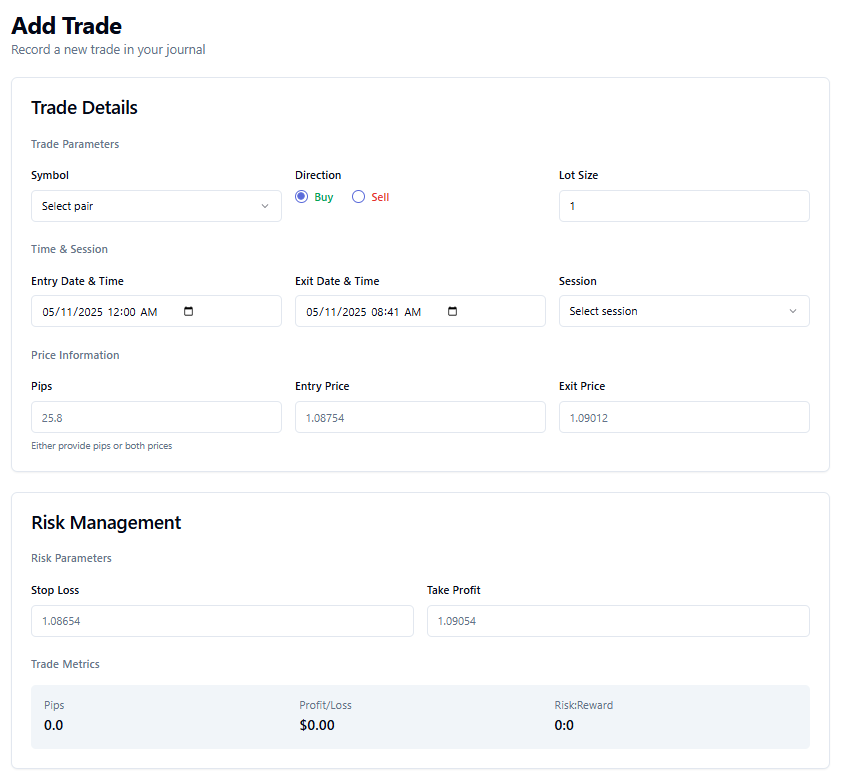 Add Trade
Record a new trade in your journal
Trade Details
Trade Parameters
Symbol Direction Lot Size
Select pair Buy Sell 1
Time & Session
Entry Date & Time Exit Date & Time Session
05/11/2025 12:00 AM 05/11/2025 08:41 AM Select session
Price Information
Pips Entry Price Exit Price
25.8 1.08754 1.09012
Either provide pips or both prices
Risk Management
Risk Parameters
Stop Loss Take Profit
1.08654 1.09054
Trade Metrics
Pips Profit/Loss Risk:Reward
0.0 $0.00 0:0